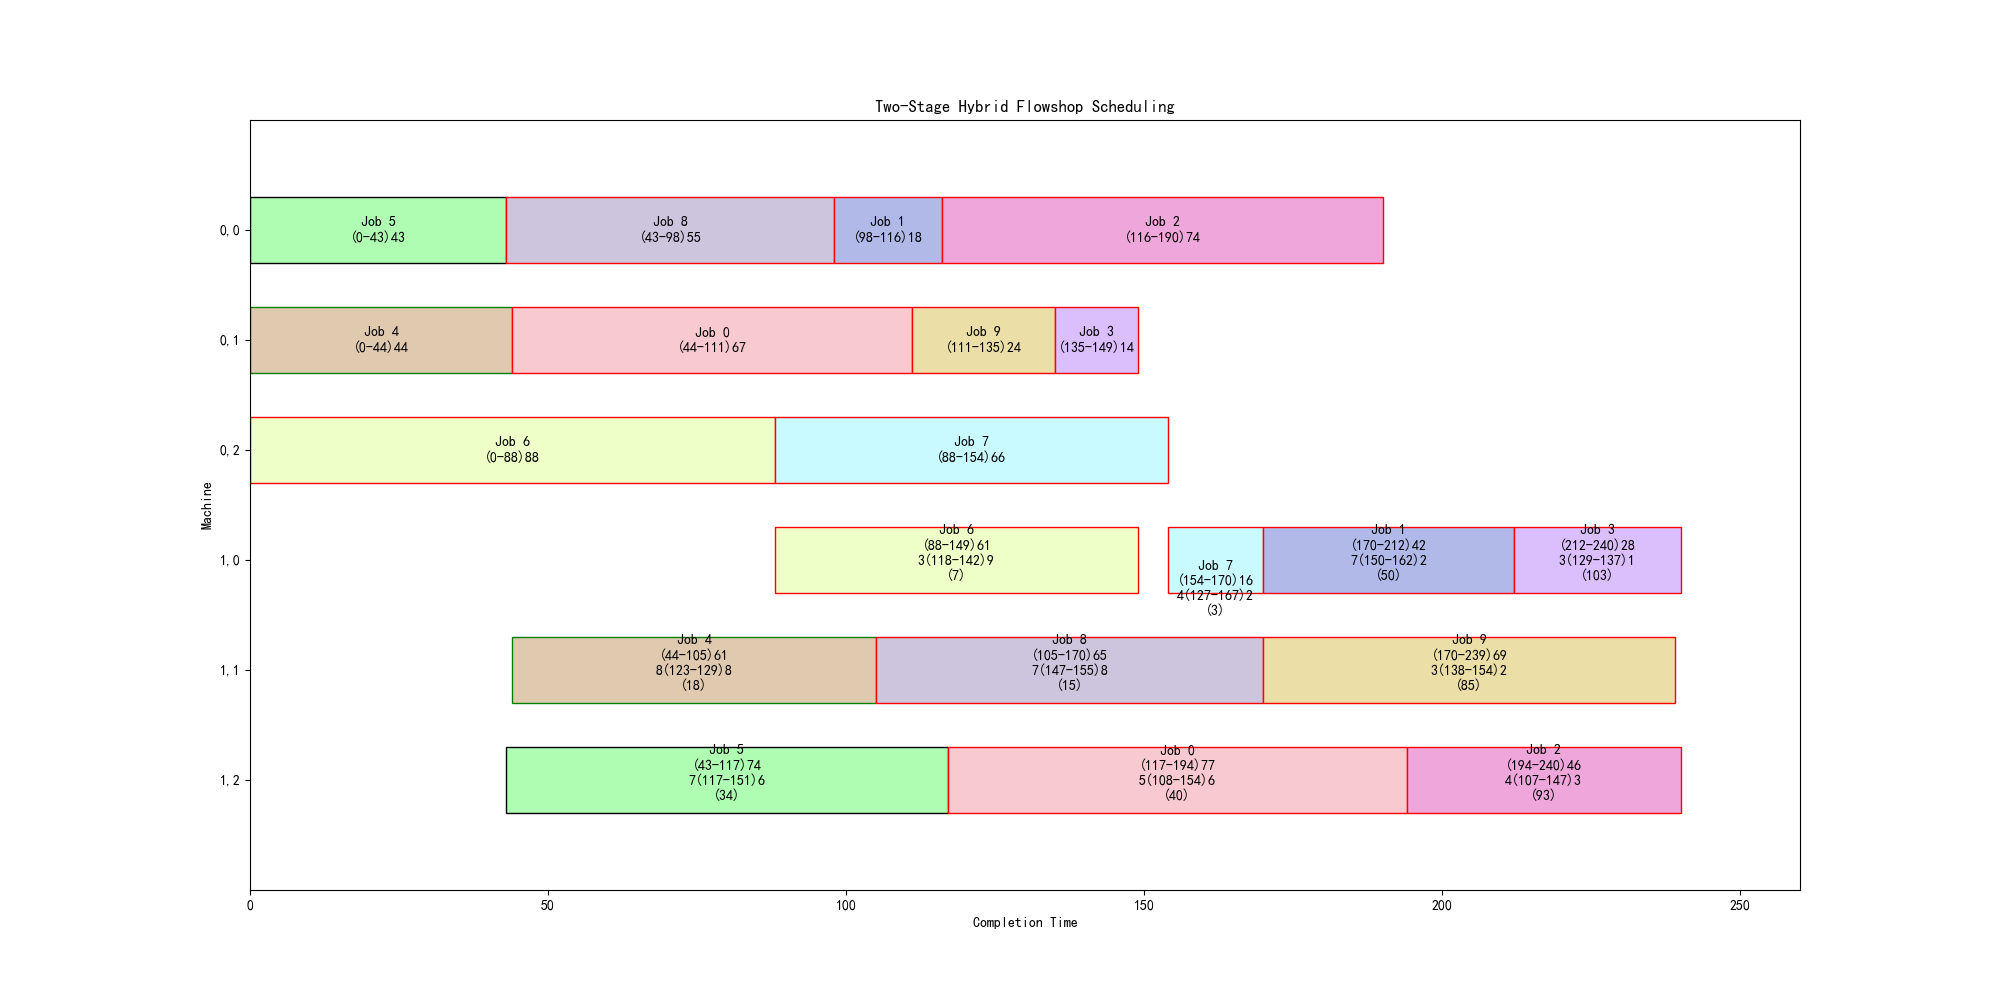 Two-Stage Hybrid Flowshop Scheduling
0,0
Job 5
(0-43)43
Job 8
(43-98)55
Job 1
(98-116)18
Job 2
(116-190)74
0,1
Job 4
(0-44)44
Job 0
(44-111)67
Job 9
(111-135)24
Job 3
(135-149)14
0,2
Job 6
(0-88)88
Job 7
(88-154)66
Machine
1,0
Job 6
(88-149)61
3(118-142)9
(7)
Job 7
(154-170)16
4(127-167)2
(3)
Job 1
(170-212)42
7(150-162)2
(50)
Job 3
(212-240)28
3(129-137)1
(103)
1,1
Job 4
(44-105)61
8(123-129)8
(18)
Job 8
(105-170)65
7(147-155)8
(15)
Job 9
(170-239)69
3(138-154)2
(85)
1,2
Job 5
(43-117)74
7(117-151)6
(34)
Job 0
(117-194)77
5(108-154)6
(40)
Job 2
(194-240)46
4(107-147)3
(93)
0
50
100
150
200
250
Completion Time